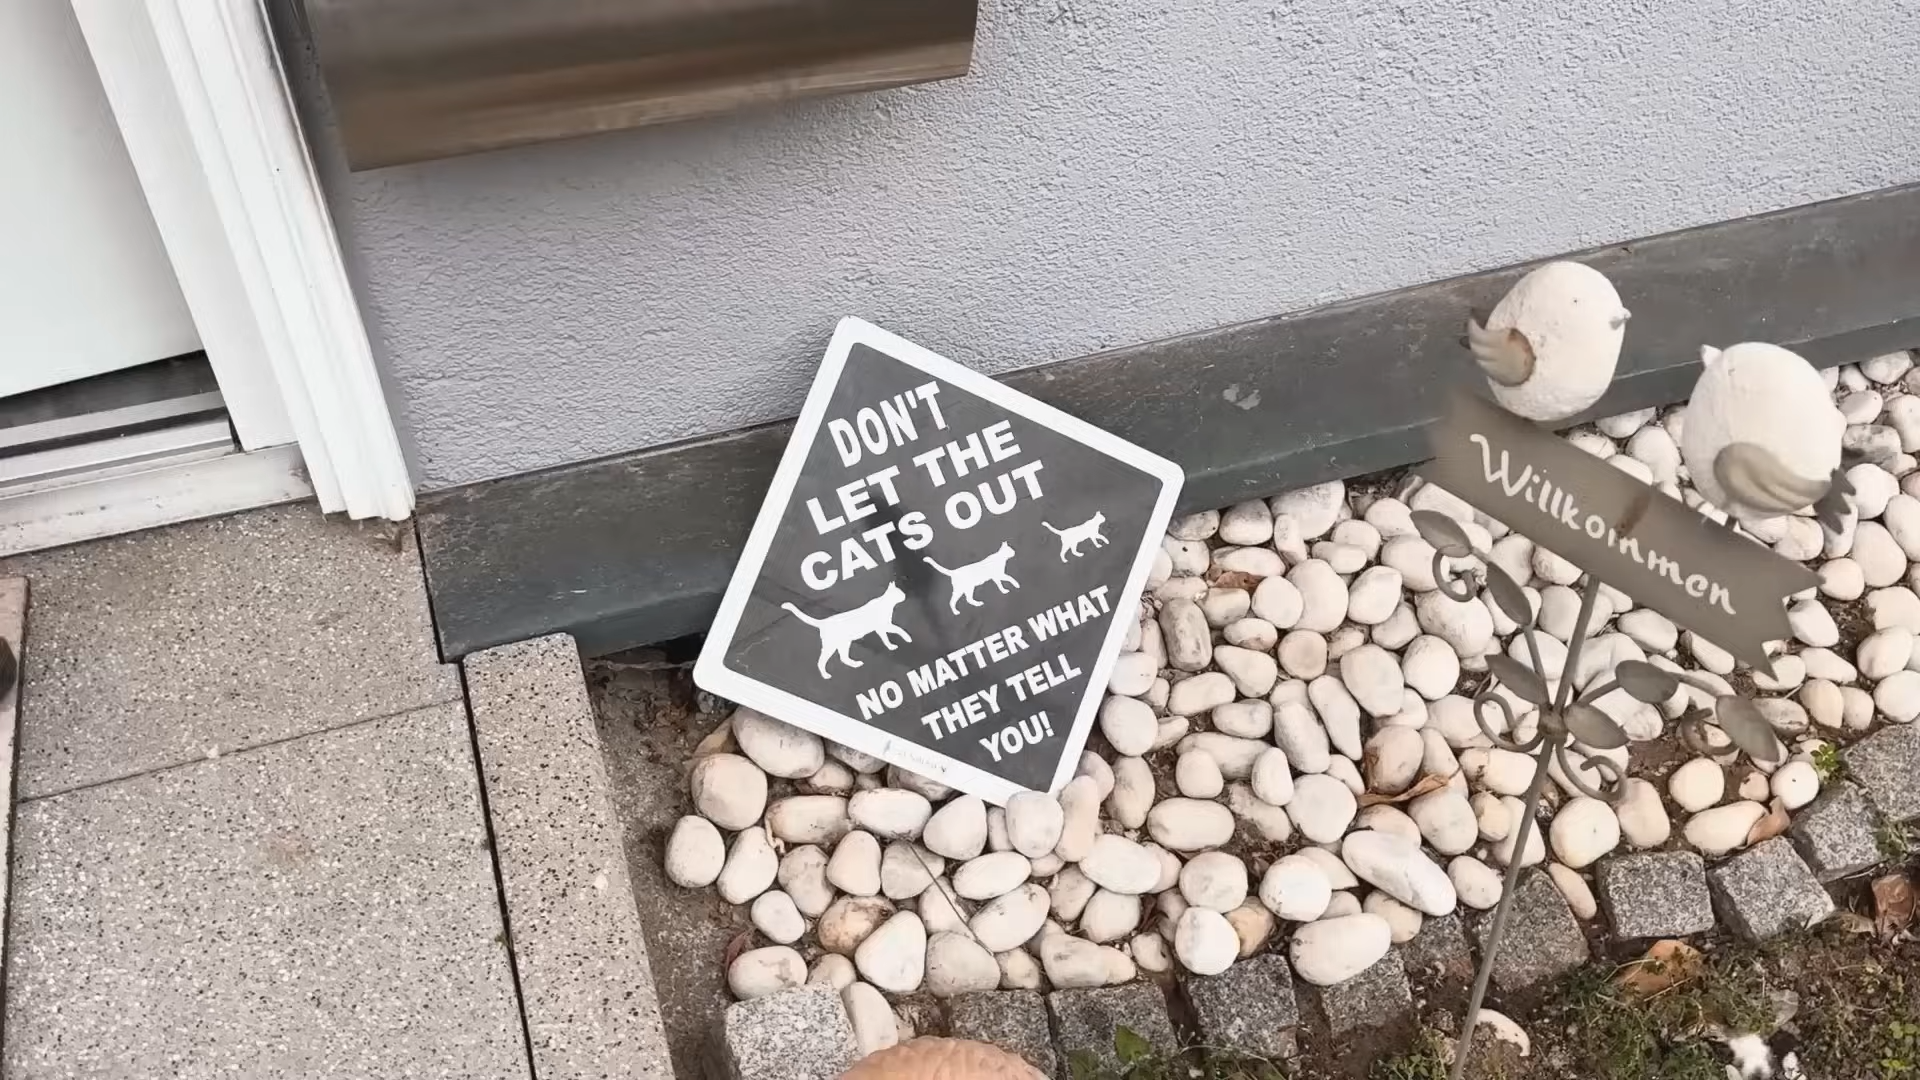 DON'T
LET THE
CATS OUT
NO MATTER WHAT
THEY TELL
YOU!
Willkommen